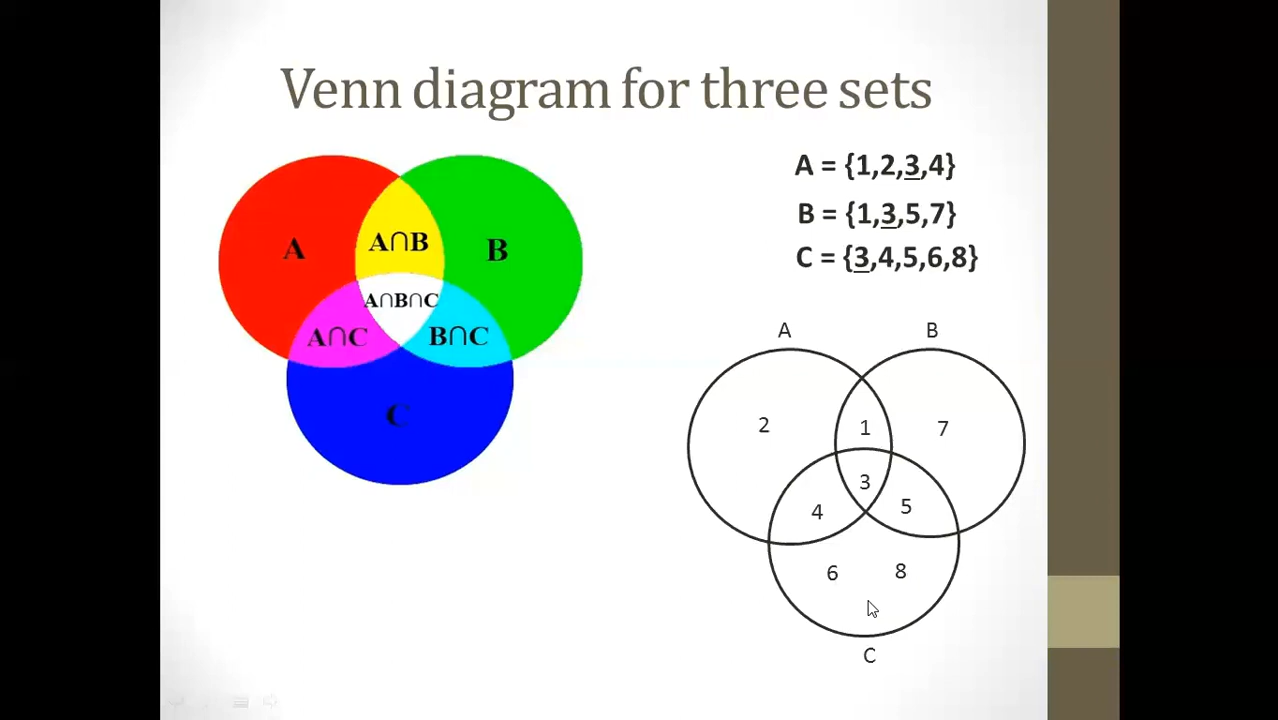 Venn diagram for three sets
A = {1,2,3,4}
B = {1,3,5,7}
C = {3,4,5,6,8}
A
A∩B
B
A∩B∩C
A∩C
B∩C
C
A
B
2
1
7
3
4
5
6
8
C